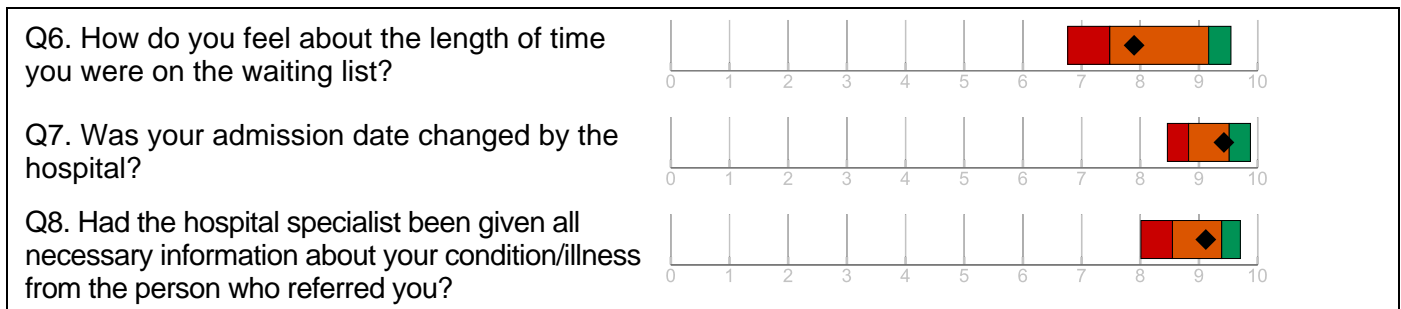 Q6. How do you feel about the length of time
you were on the waiting list?
0 1 2 3 4 5 6 7 8 9 10
Q7. Was your admission date changed by the
hospital?
0 1 2 3 4 5 6 7 8 9 10
Q8. Had the hospital specialist been given all
necessary information about your condition/illness
from the person who referred you?
0 1 2 3 4 5 6 7 8 9 10